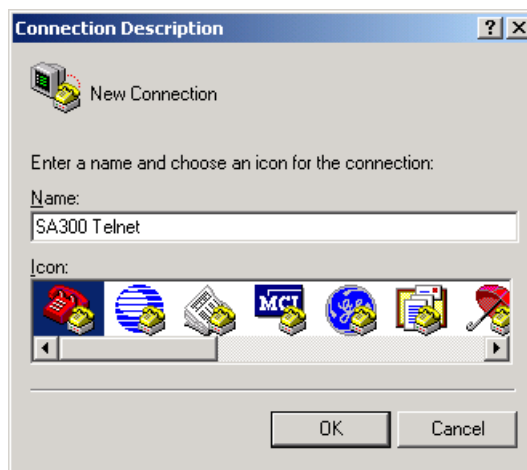 Connection Description
New Connection
Enter a name and choose an icon for the connection:
Name:
SA300 Telnet
Icon:
MCI
OK
Cancel